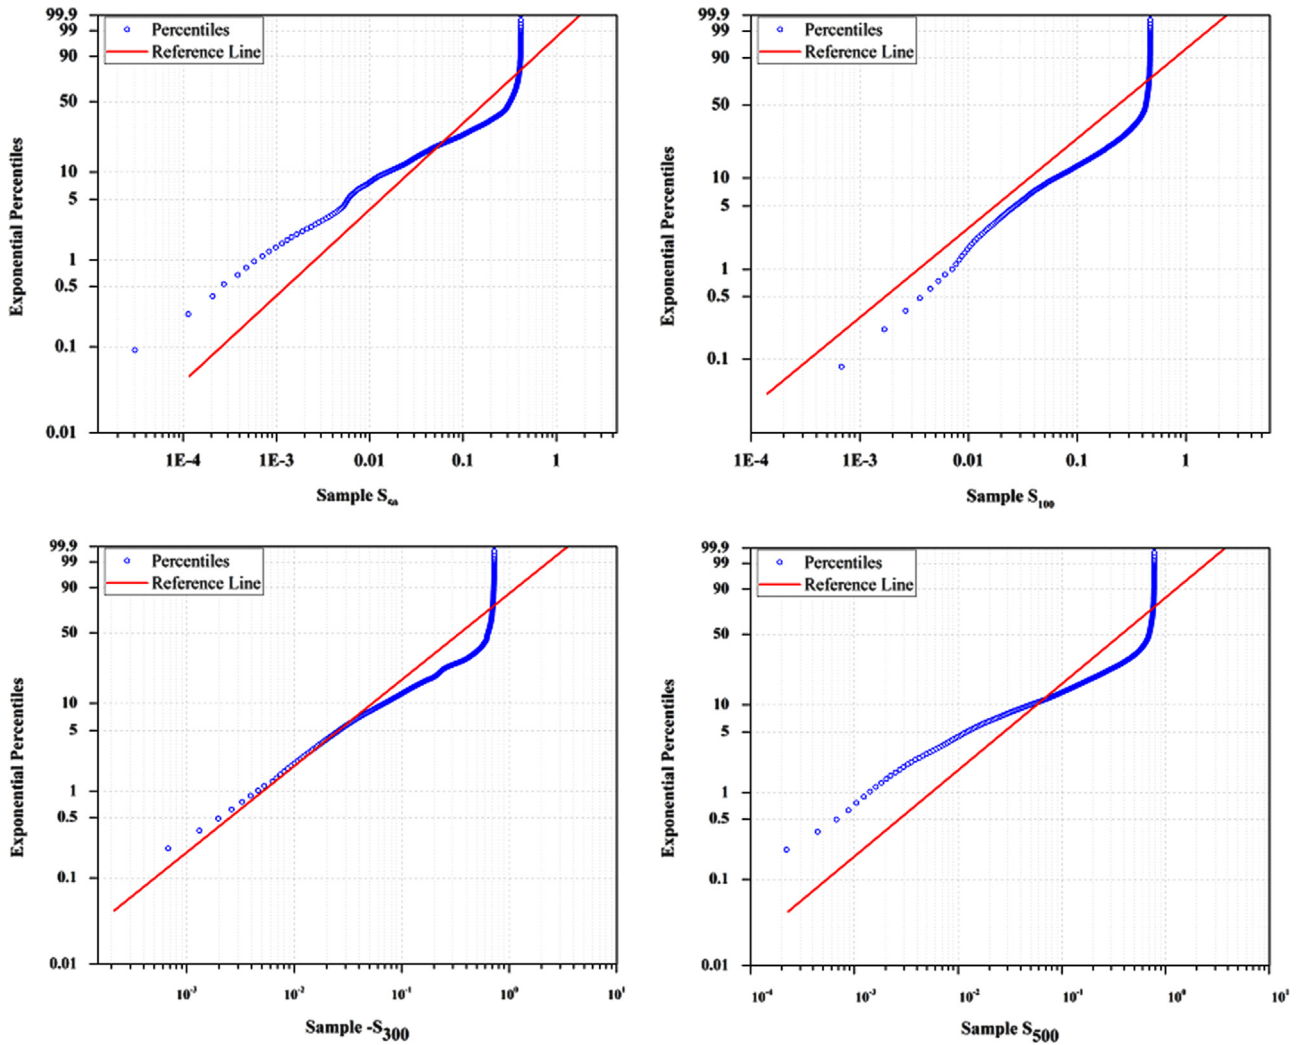 99.9
99
90
50
10
5
1
0.5
0.1
0.01
Exponential Percentiles
Percentiles
Reference Line
1E-4
1E-3
0.01
0.1
1
Sample S₅₀
99.9
99
90
50
10
5
1
0.5
0.1
Exponential Percentiles
Percentiles
Reference Line
1E-4
1E-3
0.01
0.1
1
Sample S₁₀₀
99.9
99
90
50
10
5
1
0.5
0.1
0.01
Exponential Percentiles
Percentiles
Reference Line
10⁻³
10⁻²
10⁻¹
10⁰
10¹
Sample -S₃₀₀
99.9
99
90
50
10
5
1
0.5
0.1
0.01
Exponential Percentiles
Percentiles
Reference Line
10⁻⁴
10⁻³
10⁻²
10⁻¹
10⁰
10¹
Sample S₅₀₀